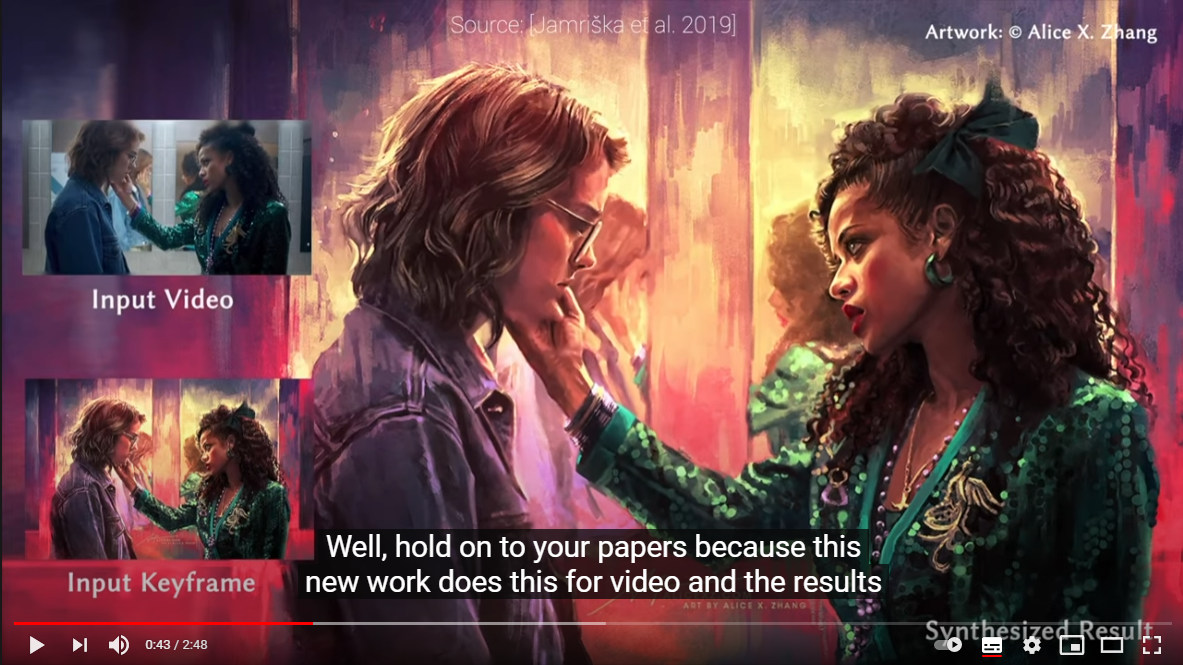 Source: [Jamriška et al. 2019]
Artwork: © Alice X. Zhang
Input Video
Input Keyframe
Well, hold on to your papers because this
new work does this for video and the results
ART BY ALICE X. ZHANG
Synthesized Result
0:43 / 2:48